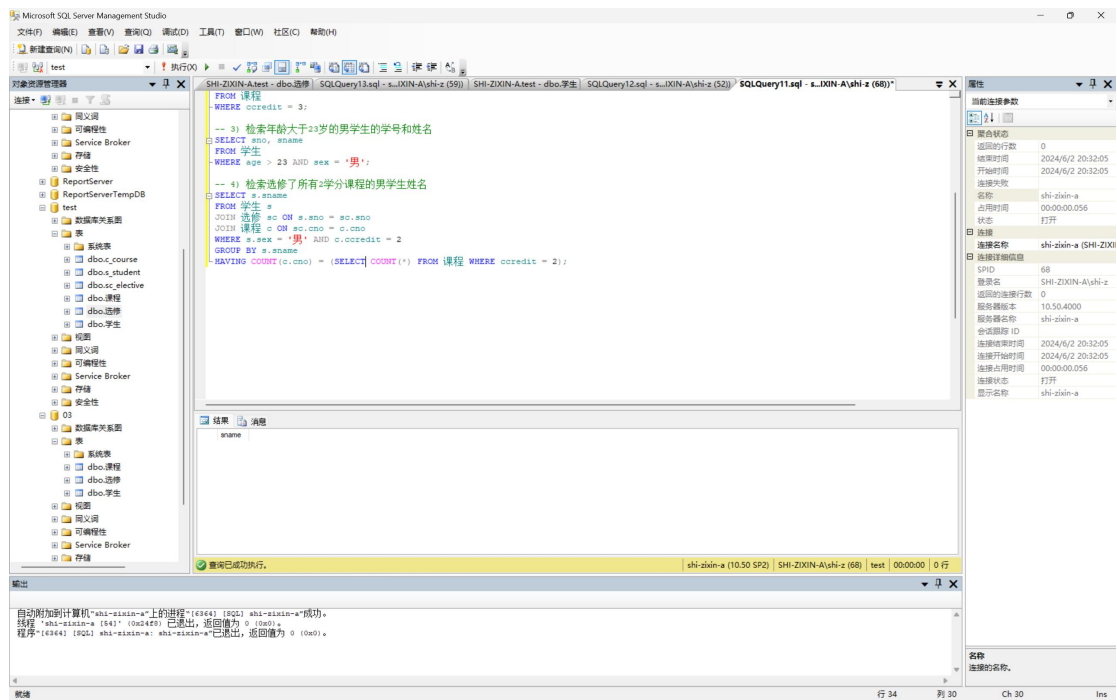 Microsoft SQL Server Management Studio
文件(F) 编辑(E) 查看(V) 查询(Q) 调试(D) 工具(T) 窗口(W) 社区(C) 帮助(H)
新建查询(N)
test 执行(X)
对象资源管理器
连接
同义词
可编程性
Service Broker
存储
安全性
ReportServer
ReportServerTempDB
test
数据库关系图
表
系统表
dbo.c_course
dbo.s_student
dbo.sc_elective
dbo.课程
dbo.选修
dbo.学生
视图
同义词
可编程性
Service Broker
存储
安全性
03
数据库关系图
表
系统表
dbo.课程
dbo.选修
dbo.学生
视图
同义词
可编程性
Service Broker
存储
SHI-ZIXIN-A.test - dbo.选修 SQLQuery13.sql - s...IXIN-A\shi-z (59)) SHI-ZIXIN-A.test - dbo.学生 SQLQuery12.sql - s...IXIN-A\shi-z (52)) SQLQuery11.sql - s...IXIN-A\shi-z (68))*
FROM 课程
WHERE ccredit = 3;
-- 3) 检索年龄大于23岁的男学生的学号和姓名
SELECT sno, sname
FROM 学生
WHERE age > 23 AND sex = '男';
-- 4) 检索选修了所有2学分课程的男学生姓名
SELECT s.sname
FROM 学生 s
JOIN 选修 sc ON s.sno = sc.sno
JOIN 课程 c ON sc.cno = c.cno
WHERE s.sex = '男' AND c.ccredit = 2
GROUP BY s.sname
HAVING COUNT(c.cno) = (SELECT COUNT(*) FROM 课程 WHERE ccredit = 2);
结果 消息
sname
查询已成功执行。 shi-zixin-a (10.50 SP2) SHI-ZIXIN-A\shi-z (68) test 00:00:00 0 行
属性
当前连接参数
聚合状态
返回的行数 0
结束时间 2024/6/2 20:32:05
开始时间 2024/6/2 20:32:05
连接失败
名称 shi-zixin-a
占用时间 00:00:00.056
状态 打开
连接
连接名称 shi-zixin-a (SHI-ZIXI
连接详细信息
SPID 68
登录名 SHI-ZIXIN-A\shi-z
返回的连接行数 0
服务器版本 10.50.4000
服务器名称 shi-zixin-a
会话跟踪 ID
连接结束时间 2024/6/2 20:32:05
连接开始时间 2024/6/2 20:32:05
连接占用时间 00:00:00.056
连接状态 打开
显示名称 shi-zixin-a
名称
连接的名称。
输出
自动附加到计算机"shi-zixin-a"上的进程"[6364] [SQL] shi-zixin-a"成功。
线程 'shi-zixin-a [54]' (0x24f8) 已退出，返回值为 0 (0x0)。
程序"[6364] [SQL] shi-zixin-a: shi-zixin-a"已退出，返回值为 0 (0x0)。
就绪 行 34 列 30 Ch 30 Ins